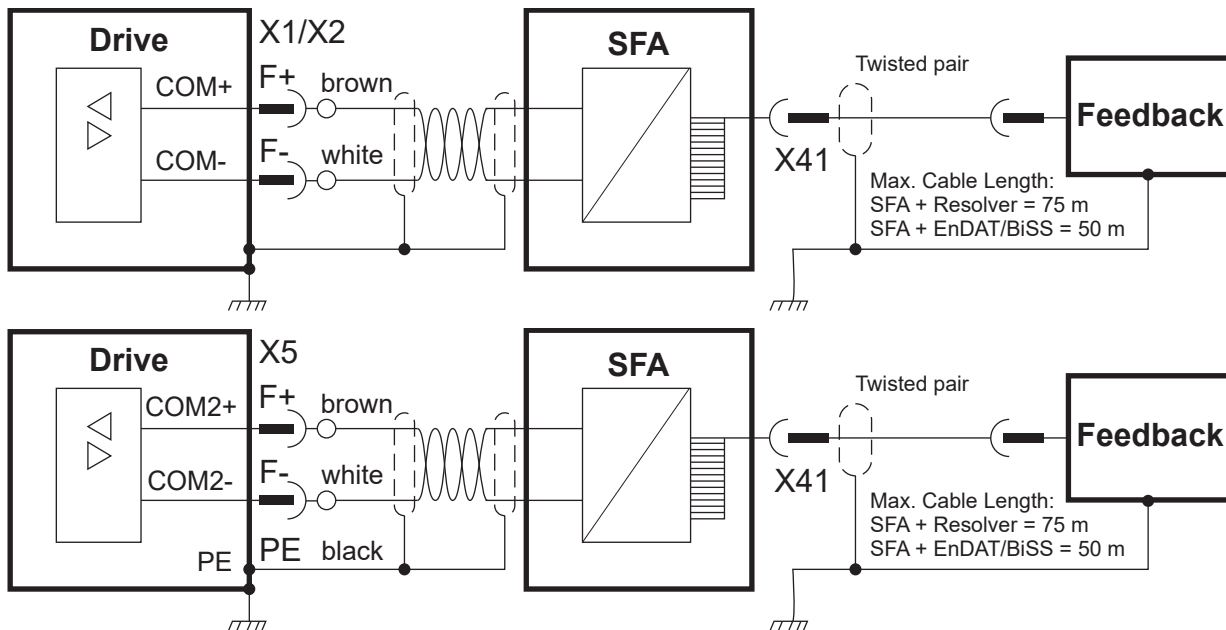 Drive
X1/X2
SFA
COM+
F+
brown
Twisted pair
Feedback
COM-
F-
white
X41
Max. Cable Length:
SFA + Resolver = 75 m
SFA + EnDAT/BiSS = 50 m
Drive
X5
SFA
COM2+
F+
brown
Twisted pair
Feedback
COM2-
F-
white
X41
Max. Cable Length:
SFA + Resolver = 75 m
SFA + EnDAT/BiSS = 50 m
PE
PE
black